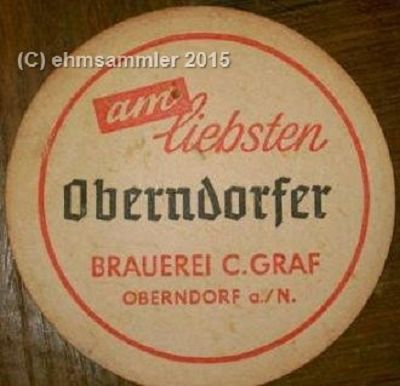 (C) ehmsammler 2015
am
liebsten
Oberndorfer
BRAUEREI C. GRAF
OBERNDORF a./N.